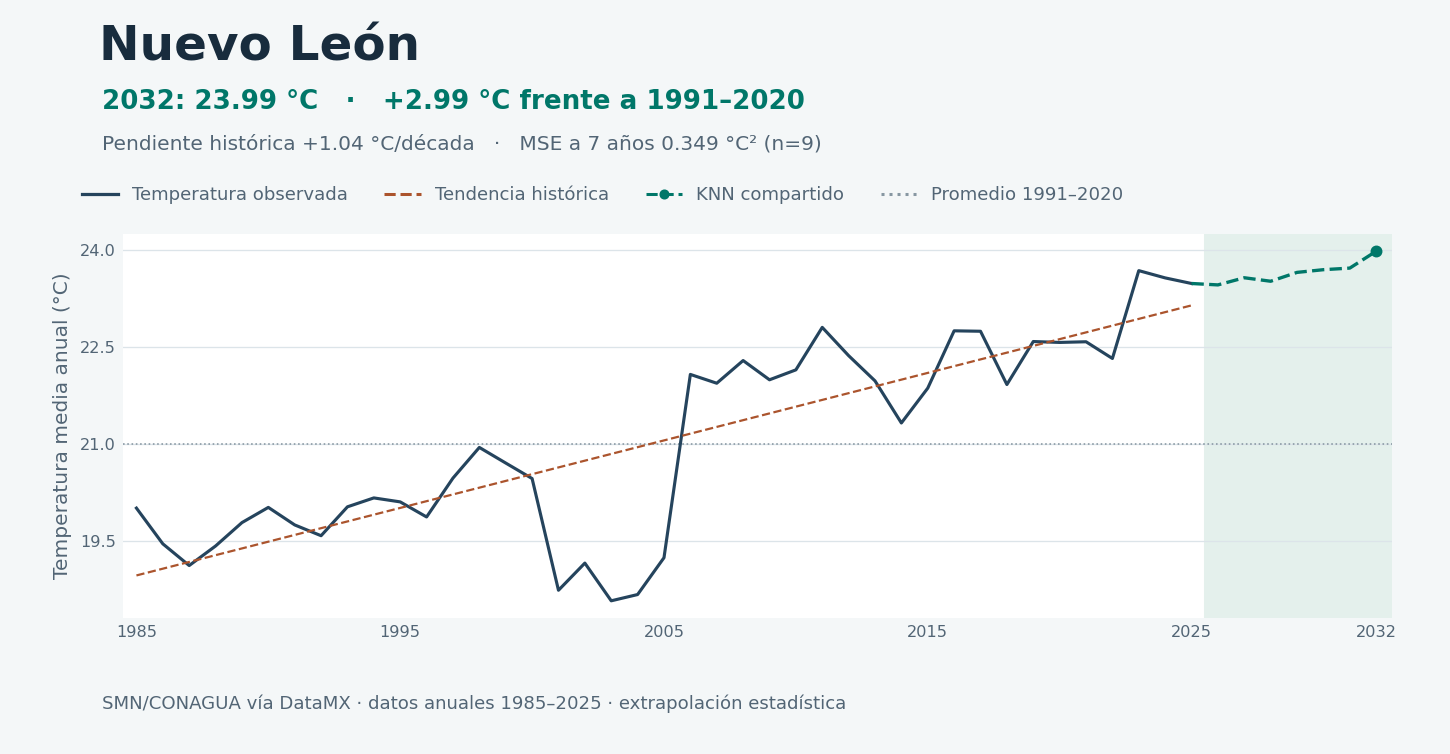 Nuevo León
2032: 23.99 °C · +2.99 °C frente a 1991–2020
Pendiente histórica +1.04 °C/década · MSE a 7 años 0.349 °C² (n=9)
Temperatura observada Tendencia histórica KNN compartido Promedio 1991–2020
Temperatura media anual (°C)
24.0
22.5
21.0
19.5
1985 1995 2005 2015 2025 2032
SMN/CONAGUA vía DataMX · datos anuales 1985–2025 · extrapolación estadística